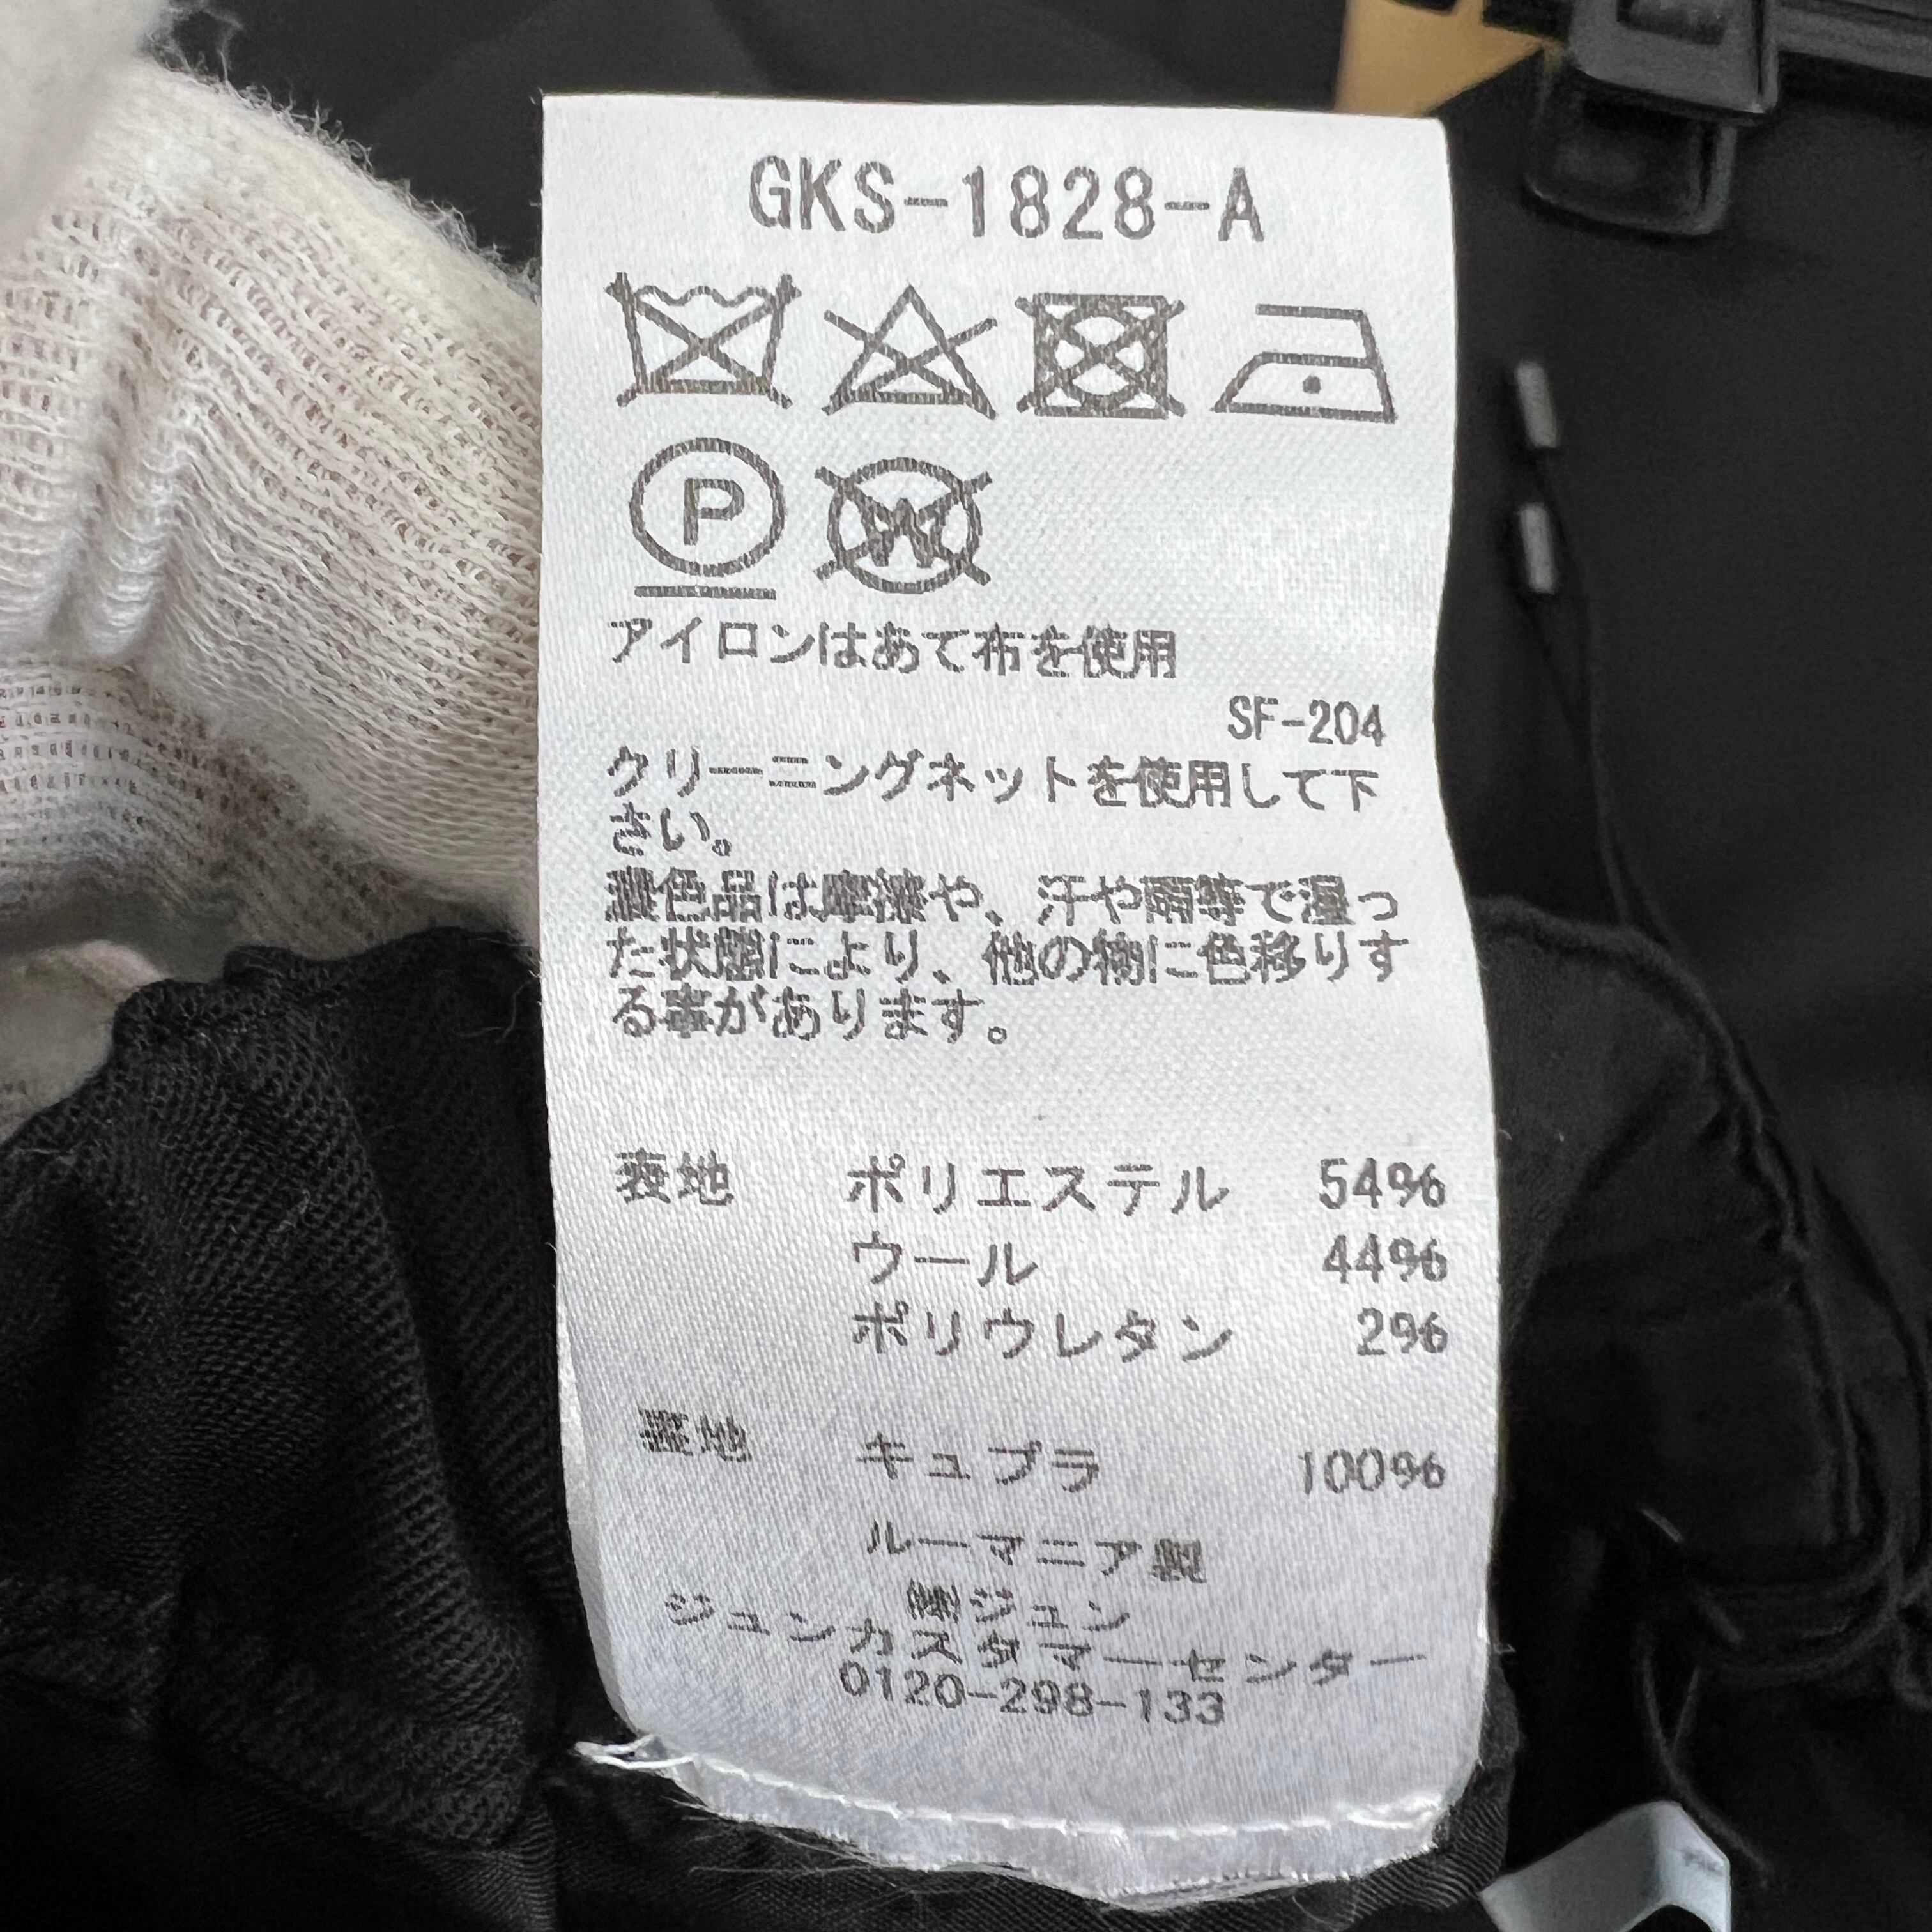 GKS-1828-A
P
W
アイロンはあて布を使用
SF-204
クリーニングネットを使用して下
さい。
濃色品は摩擦や、汗や雨等で湿っ
た状態により、他の物に色移りす
る事があります。
表地 ポリエステル 54%
ウール 44%
ポリウレタン 2%
裏地 キュプラ 100%
ルーマニア製
㈱ジュン
ジュンカスタマーセンター
0120-298-133